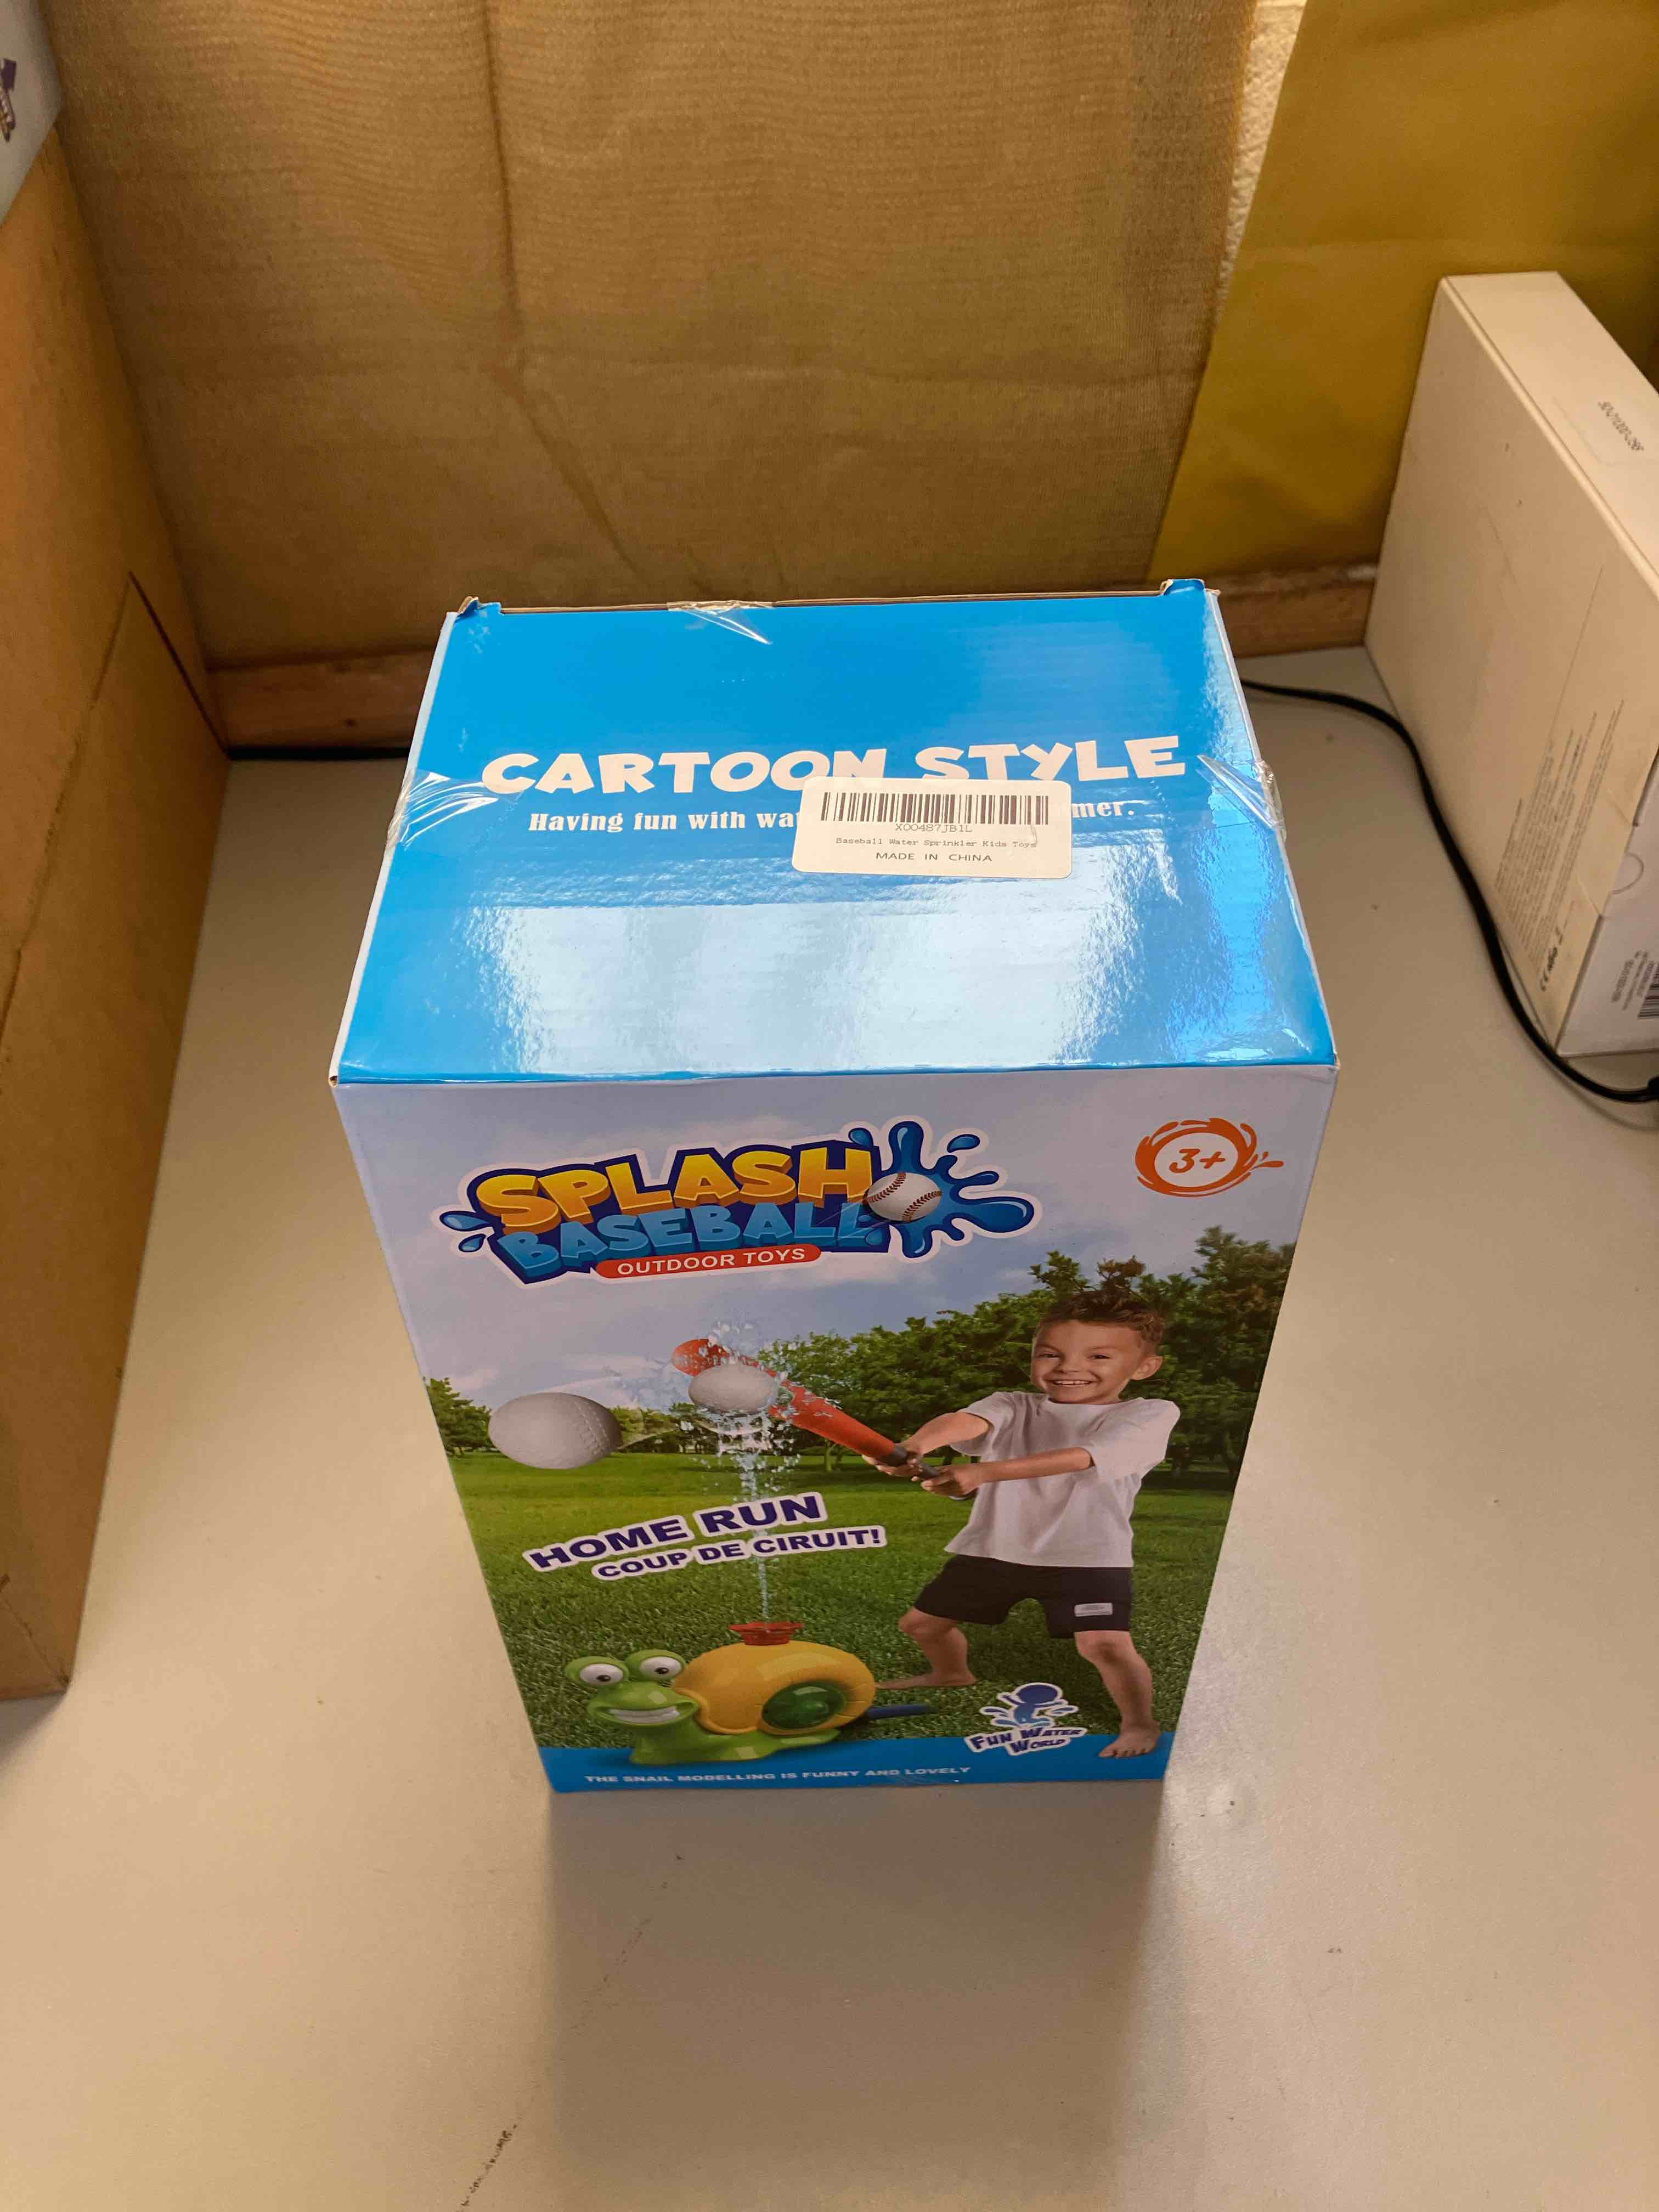 CARTOON STYLE
Having fun with wa mer.
X00487JB1L
Baseball Water Sprinkler Kids Toys
MADE IN CHINA
SPLASH
BASEBALL
OUTDOOR TOYS
3+
HOME RUN
COUP DE CIRUIT!
FUN WATER
WORLD
THE SNAIL MODELLING IS FUNNY AND LOVELY